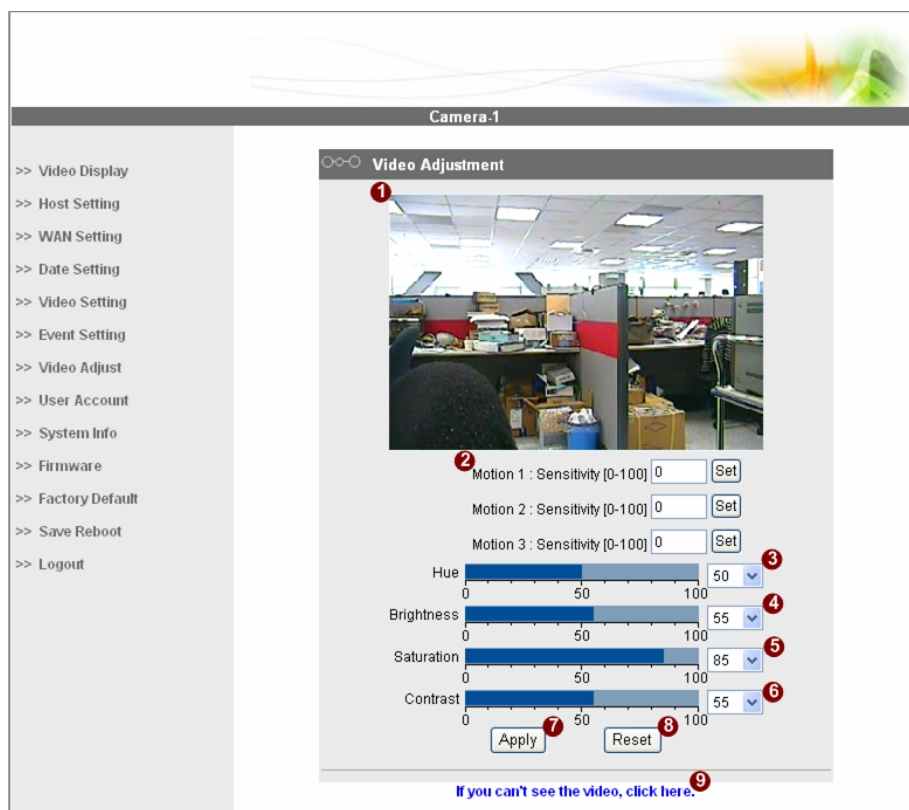 Camera-1
>> Video Display
>> Host Setting
>> WAN Setting
>> Date Setting
>> Video Setting
>> Event Setting
>> Video Adjust
>> User Account
>> System Info
>> Firmware
>> Factory Default
>> Save Reboot
>> Logout
Video Adjustment
1
2
Motion 1 : Sensitivity [0-100] 0 Set
Motion 2 : Sensitivity [0-100] 0 Set
Motion 3 : Sensitivity [0-100] 0 Set
3
Hue 50
0 50 100
4
Brightness 55
0 50 100
5
Saturation 85
0 50 100
6
Contrast 55
0 50 100
Apply 7 Reset 8
If you can't see the video, click here. 9